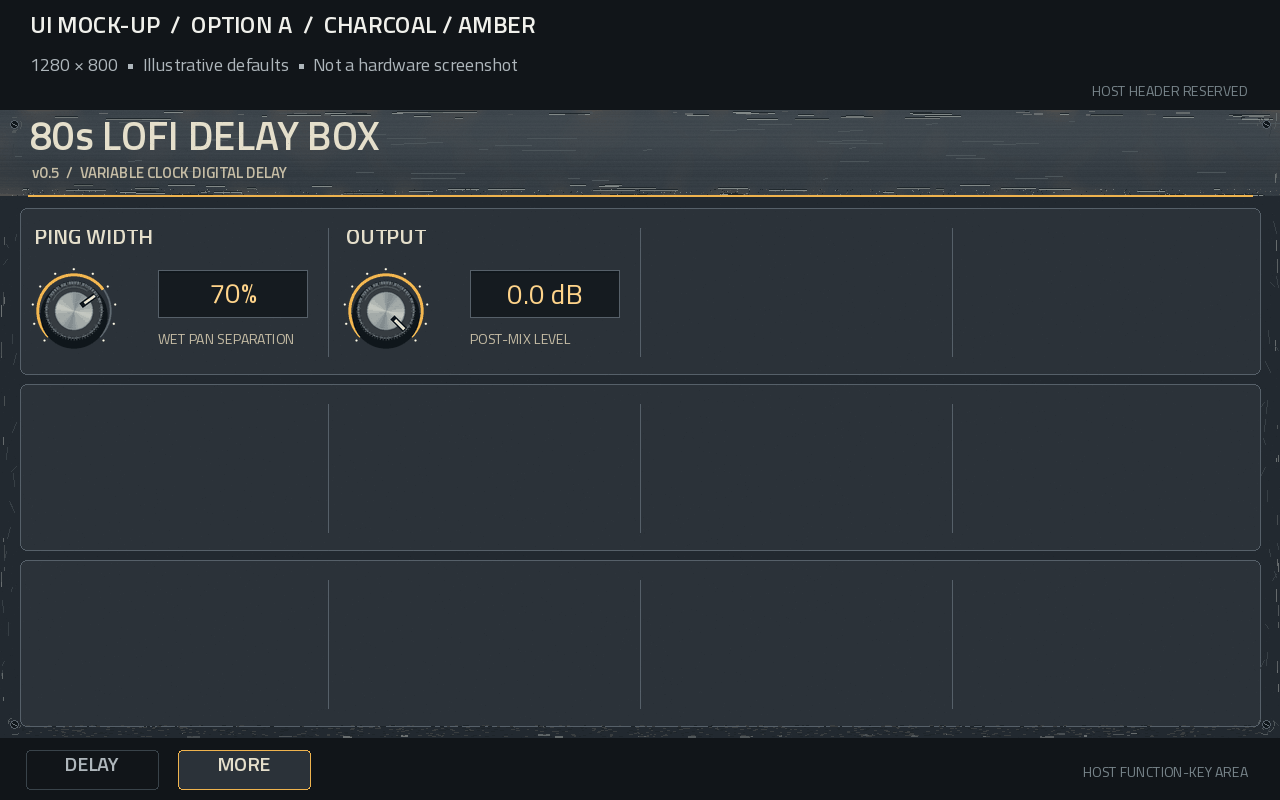 UI MOCK-UP / OPTION A / CHARCOAL / AMBER
1280 × 800 ▪ Illustrative defaults ▪ Not a hardware screenshot
HOST HEADER RESERVED
80s LOFI DELAY BOX
v0.5 / VARIABLE CLOCK DIGITAL DELAY
PING WIDTH
70%
WET PAN SEPARATION
OUTPUT
0.0 dB
POST-MIX LEVEL
DELAY
MORE
HOST FUNCTION-KEY AREA